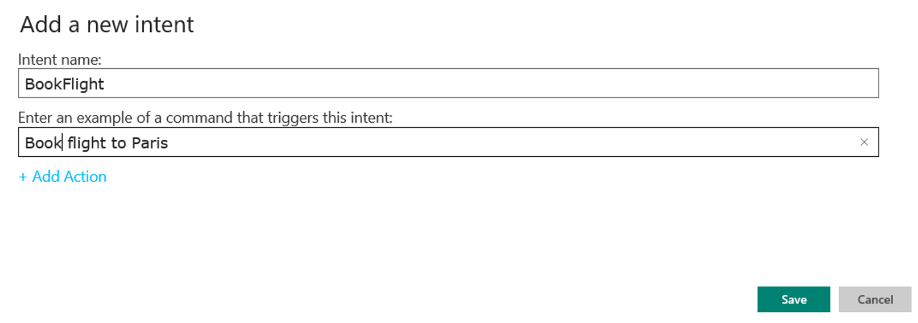 Add a new intent
Intent name:
BookFlight
Enter an example of a command that triggers this intent:
Book flight to Paris
+ Add Action
Save Cancel